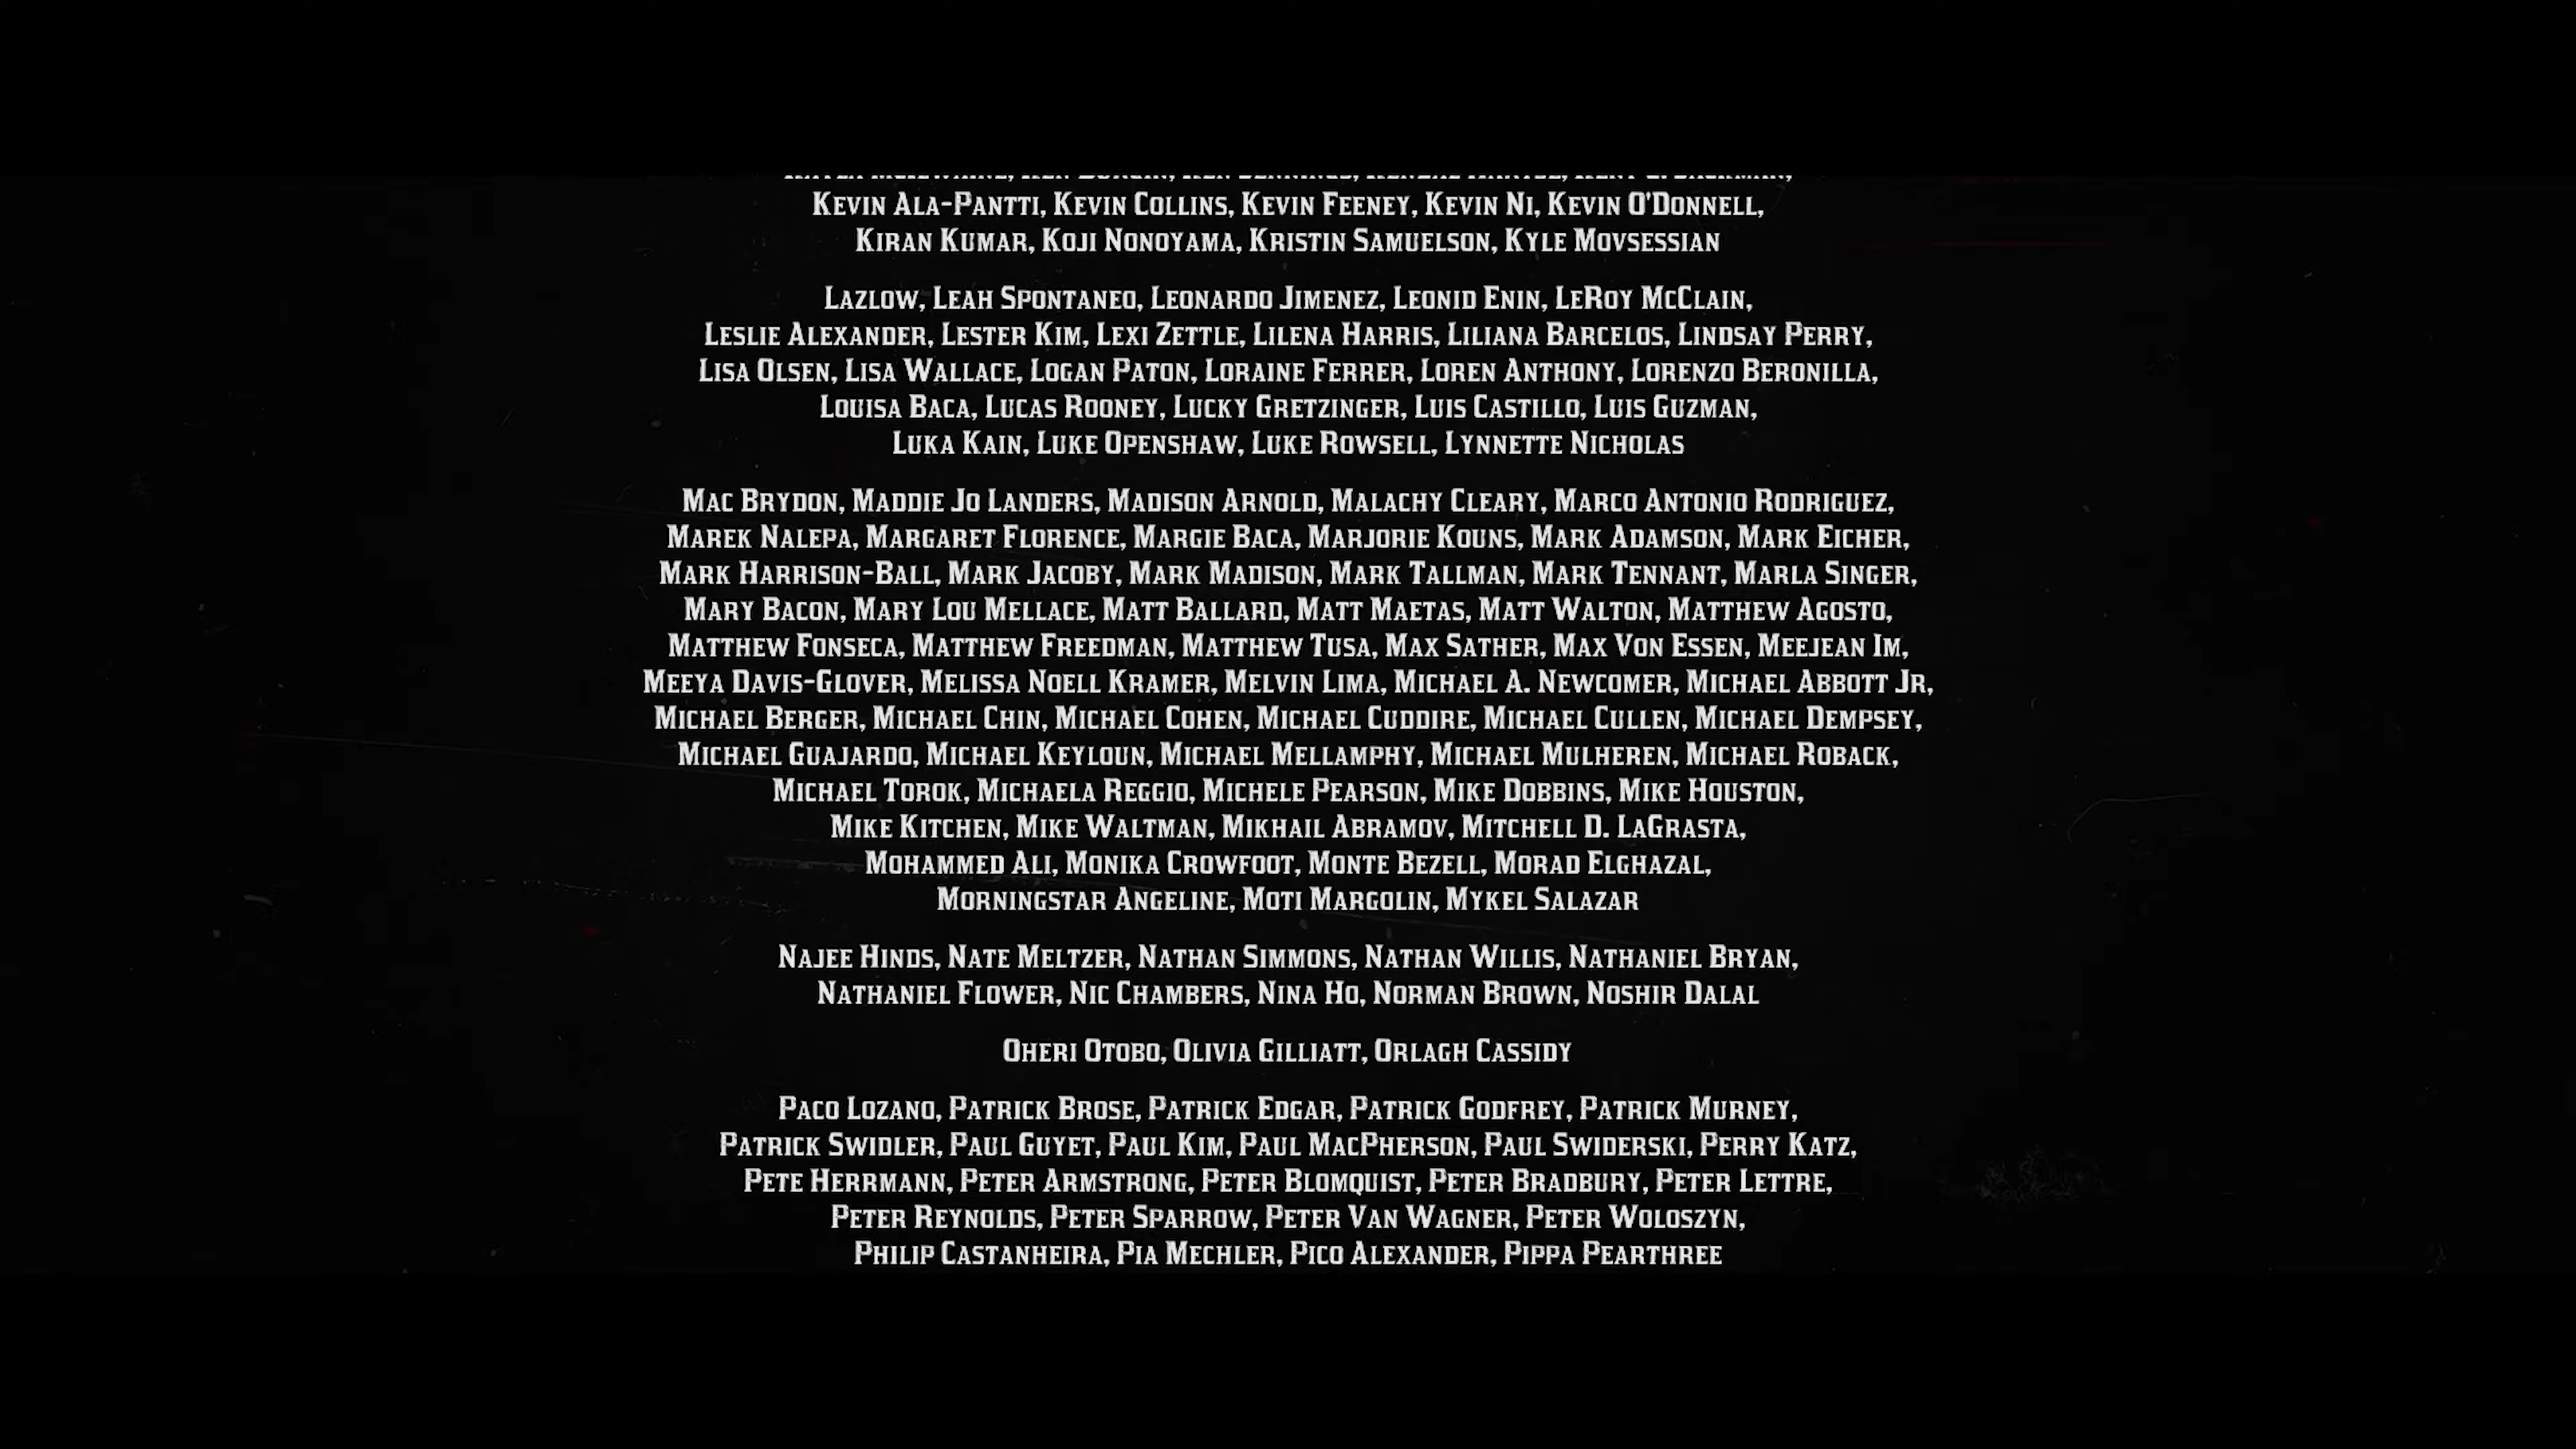 Kevin Ala-Pantti, Kevin Collins, Kevin Feeney, Kevin Ni, Kevin O'Donnell,
Kiran Kumar, Koji Nonoyama, Kristin Samuelson, Kyle Movsessian
Lazlow, Leah Spontaneo, Leonardo Jimenez, Leonid Enin, LeRoy McClain,
Leslie Alexander, Lester Kim, Lexi Zettle, Lilena Harris, Liliana Barcelos, Lindsay Perry,
Lisa Olsen, Lisa Wallace, Logan Paton, Loraine Ferrer, Loren Anthony, Lorenzo Beronilla,
Louisa Baca, Lucas Rooney, Lucky Gretzinger, Luis Castillo, Luis Guzman,
Luka Kain, Luke Openshaw, Luke Rowsell, Lynnette Nicholas
Mac Brydon, Maddie Jo Landers, Madison Arnold, Malachy Cleary, Marco Antonio Rodriguez,
Marek Nalepa, Margaret Florence, Margie Baca, Marjorie Kouns, Mark Adamson, Mark Eicher,
Mark Harrison-Ball, Mark Jacoby, Mark Madison, Mark Tallman, Mark Tennant, Marla Singer,
Mary Bacon, Mary Lou Mellace, Matt Ballard, Matt Maetas, Matt Walton, Matthew Agosto,
Matthew Fonseca, Matthew Freedman, Matthew Tusa, Max Sather, Max Von Essen, Meejean Im,
Meeya Davis-Glover, Melissa Noell Kramer, Melvin Lima, Michael A. Newcomer, Michael Abbott Jr,
Michael Berger, Michael Chin, Michael Cohen, Michael Cuddire, Michael Cullen, Michael Dempsey,
Michael Guajardo, Michael Keyloun, Michael Mellamphy, Michael Mulheren, Michael Roback,
Michael Torok, Michaela Reggio, Michele Pearson, Mike Dobbins, Mike Houston,
Mike Kitchen, Mike Waltman, Mikhail Abramov, Mitchell D. LaGrasta,
Mohammed Ali, Monika Crowfoot, Monte Bezell, Morad Elghazal,
Morningstar Angeline, Moti Margolin, Mykel Salazar
Najee Hinds, Nate Meltzer, Nathan Simmons, Nathan Willis, Nathaniel Bryan,
Nathaniel Flower, Nic Chambers, Nina Ho, Norman Brown, Noshir Dalal
Oheri Otobo, Olivia Gilliatt, Orlagh Cassidy
Paco Lozano, Patrick Brose, Patrick Edgar, Patrick Godfrey, Patrick Murney,
Patrick Swidler, Paul Guyet, Paul Kim, Paul MacPherson, Paul Swiderski, Perry Katz,
Pete Herrmann, Peter Armstrong, Peter Blomquist, Peter Bradbury, Peter Lettre,
Peter Reynolds, Peter Sparrow, Peter Van Wagner, Peter Woloszyn,
Philip Castanheira, Pia Mechler, Pico Alexander, Pippa Pearthree